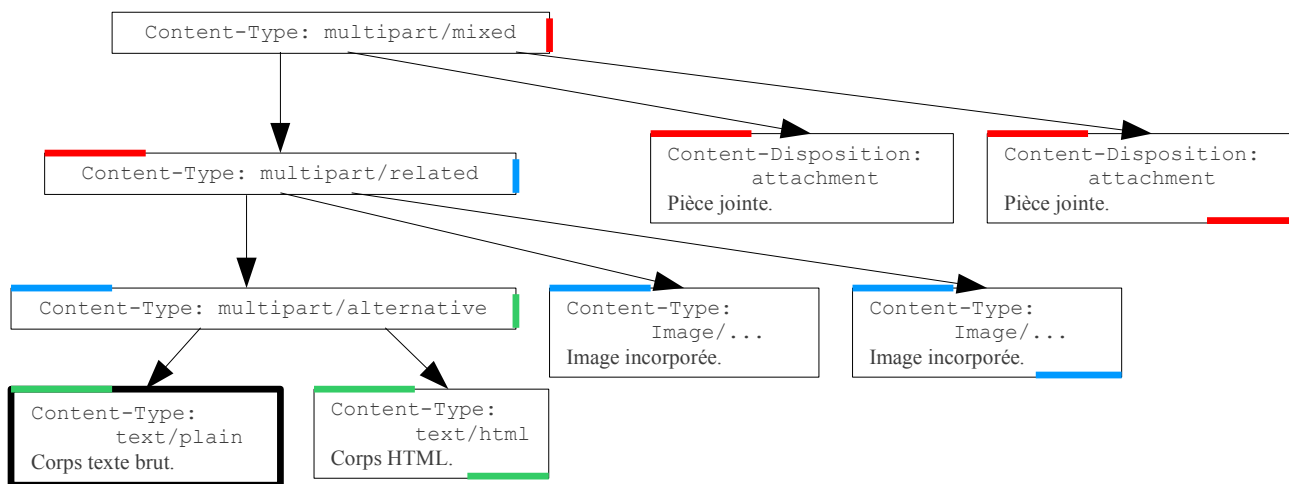 Content-Type: multipart/mixed
Content-Disposition:
attachment
Pièce jointe.
Content-Disposition:
attachment
Pièce jointe.
Content-Type: multipart/related
Content-Type: multipart/alternative
Content-Type:
Image/...
Image incorporée.
Content-Type:
Image/...
Image incorporée.
Content-Type:
text/plain
Corps texte brut.
Content-Type:
text/html
Corps HTML.